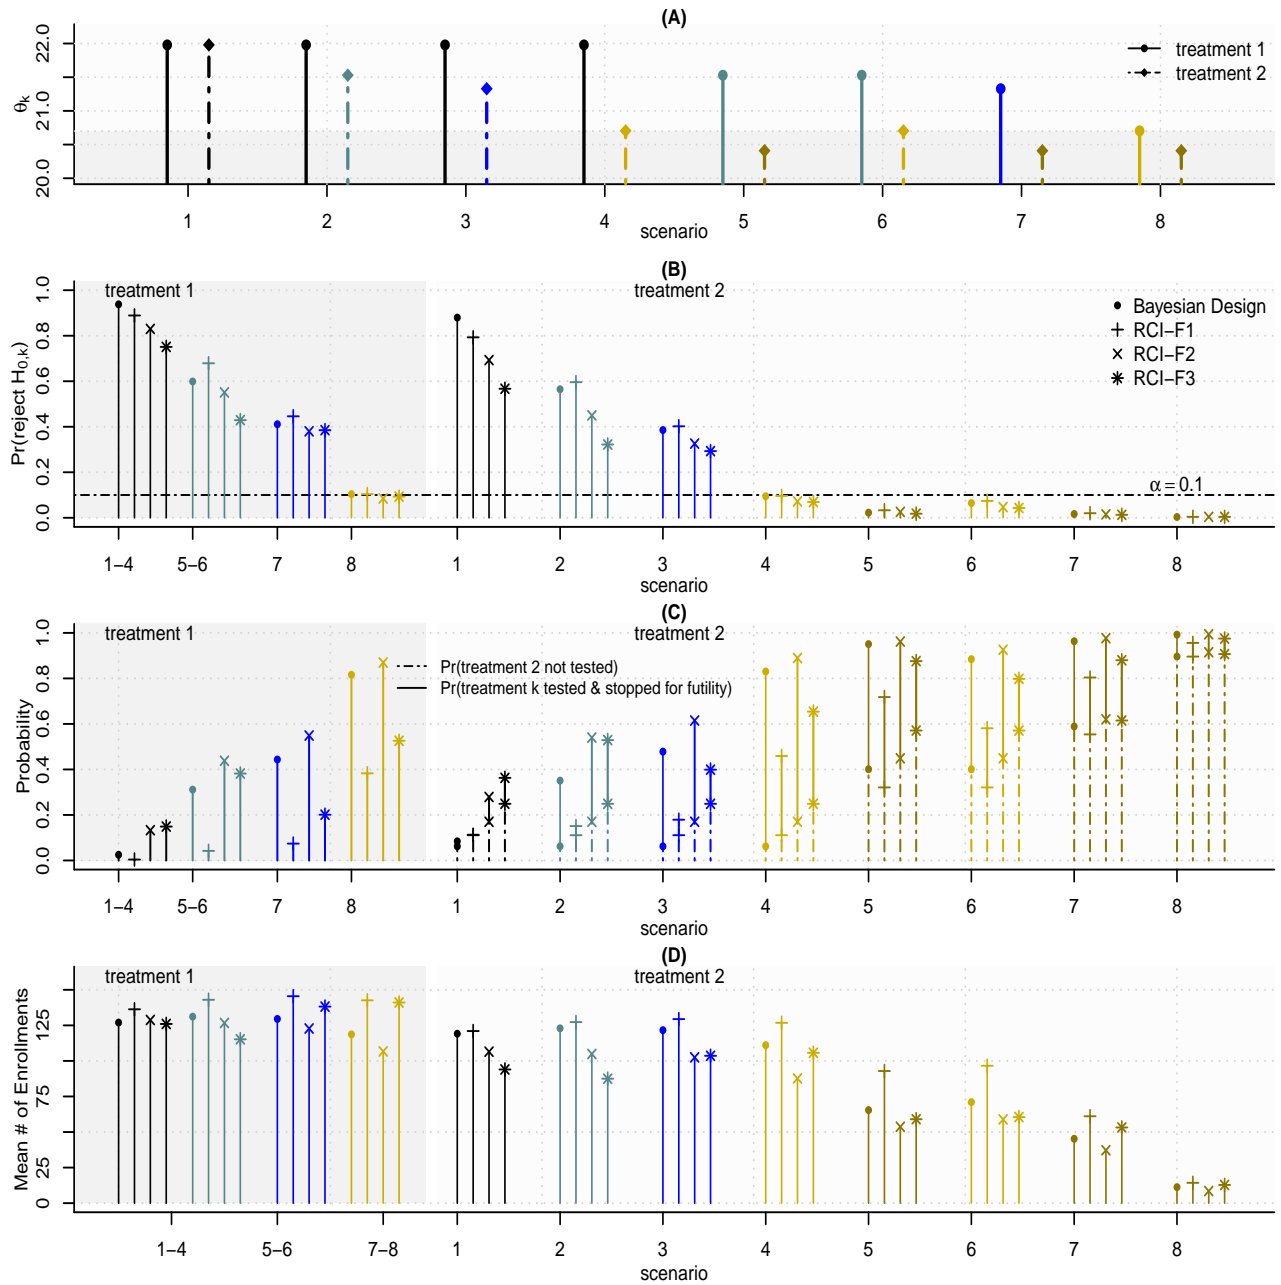 (A)
22.0
21.0
20.0
θk
treatment 1
treatment 2
1 2 3 4 5 6 7 8
scenario
(B)
treatment 1
treatment 2
1.0
0.8
0.6
0.4
0.2
0.0
Pr(reject H0,k)
Bayesian Design
RCI−F1
RCI−F2
RCI−F3
α = 0.1
1−4 5−6 7 8 1 2 3 4 5 6 7 8
scenario
(C)
treatment 1
treatment 2
1.0
0.8
0.6
0.4
0.2
0.0
Probability
Pr(treatment 2 not tested)
Pr(treatment k tested & stopped for futility)
1−4 5−6 7 8 1 2 3 4 5 6 7 8
scenario
(D)
treatment 1
treatment 2
125
75
25
0
Mean # of Enrollments
1−4 5−6 7−8 1 2 3 4 5 6 7 8
scenario